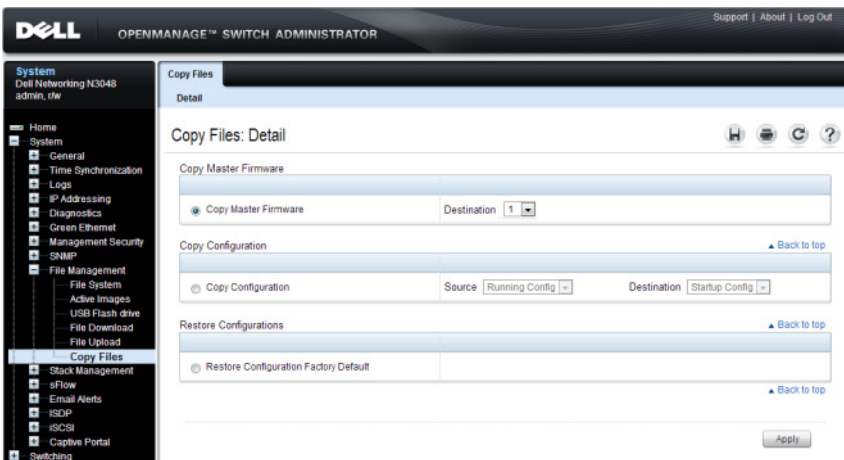 Support | About | Log Out
DELL OPENMANAGE™ SWITCH ADMINISTRATOR
System
Dell Networking N3048
admin, r/w
Home
System
General
Time Synchronization
Logs
IP Addressing
Diagnostics
Green Ethernet
Management Security
SNMP
File Management
File System
Active Images
USB Flash drive
File Download
File Upload
Copy Files
Stack Management
sFlow
Email Alerts
ISDP
iSCSI
Captive Portal
Switching
Copy Files
Detail
Copy Files: Detail
Copy Master Firmware
Copy Master Firmware Destination 1
Copy Configuration Back to top
Copy Configuration Source Running Config Destination Startup Config
Restore Configurations Back to top
Restore Configuration Factory Default
Back to top
Apply